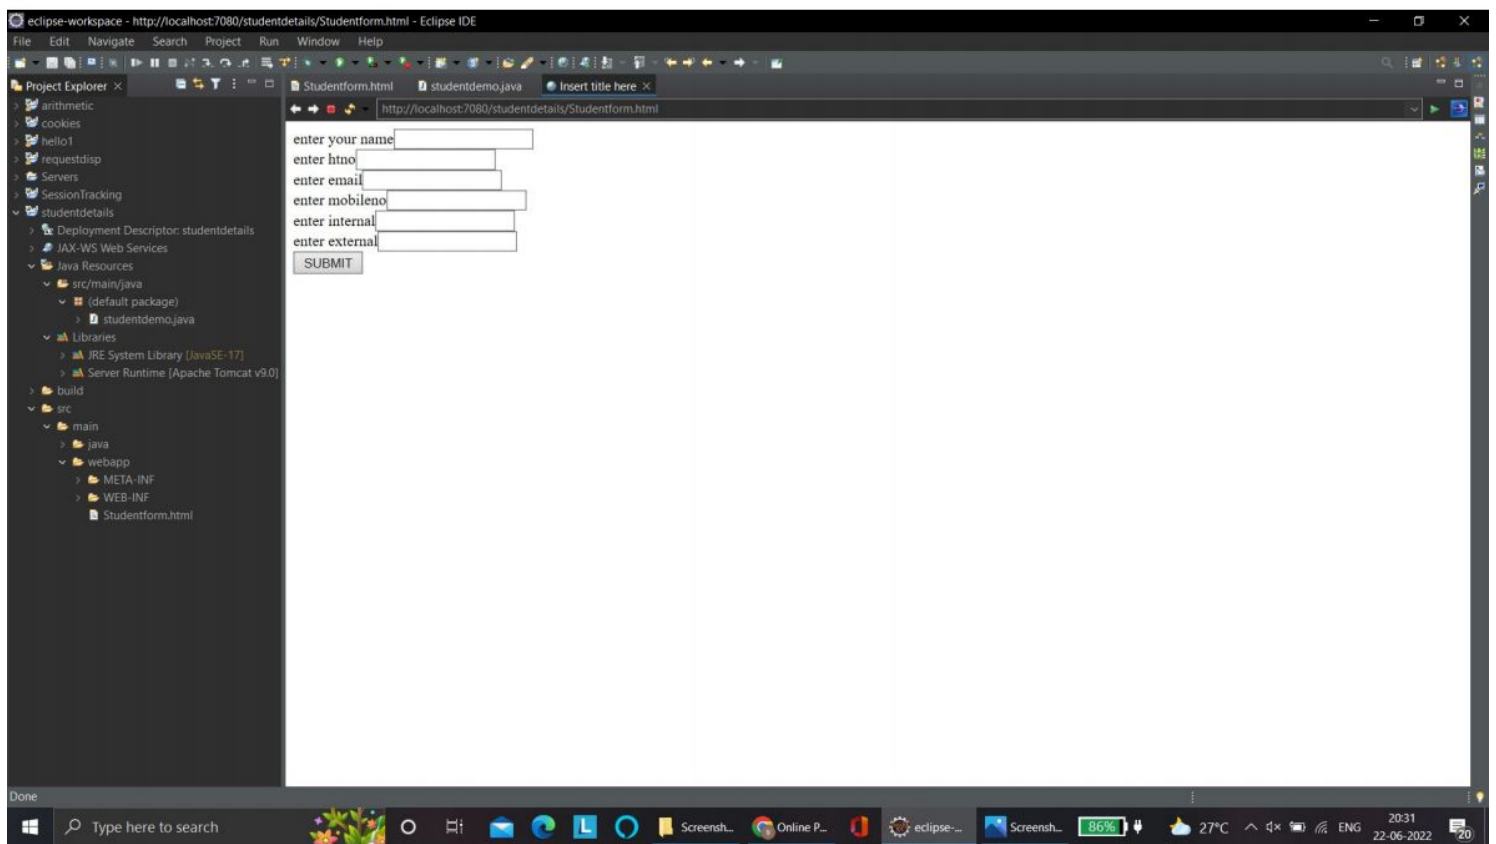 eclipse-workspace - http://localhost:7080/studentdetails/Studentform.html - Eclipse IDE
File Edit Navigate Search Project Run Window Help
Project Explorer
Studentform.html studentdemo.java Insert title here
http://localhost:7080/studentdetails/Studentform.html
arithmetic
cookies
hello1
requestdisp
Servers
SessionTracking
studentdetails
Deployment Descriptor: studentdetails
JAX-WS Web Services
Java Resources
src/main/java
(default package)
studentdemo.java
Libraries
JRE System Library [JavaSE-17]
Server Runtime [Apache Tomcat v9.0]
build
src
main
java
webapp
META-INF
WEB-INF
Studentform.html
enter your name
enter htno
enter email
enter mobileno
enter internal
enter external
SUBMIT
Done
Type here to search
L
Screensh...
Online P...
eclipse-...
Screensh...
86%
27°C
ENG
20:31
22-06-2022
20